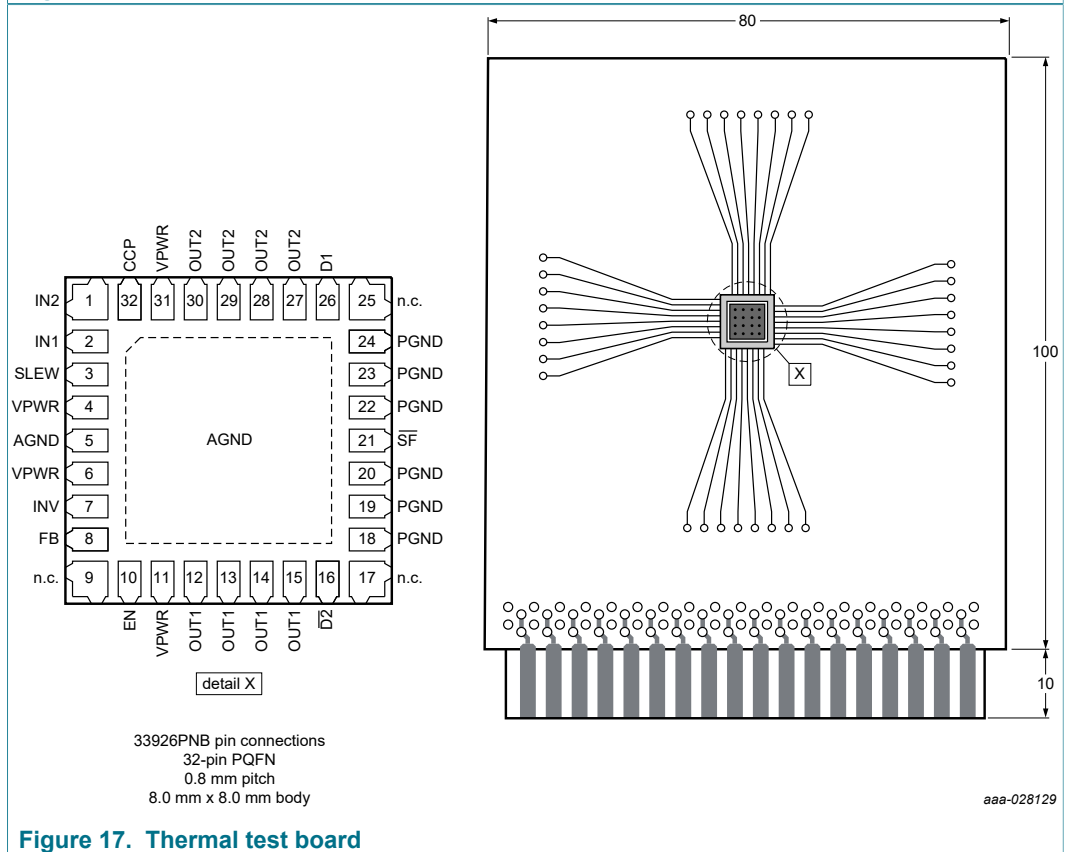 80
100
10
X
CCP
VPWR
OUT2
OUT2
OUT2
OUT2
D1
IN2 1 32 31 30 29 28 27 26 25 n.c.
IN1 2 24 PGND
SLEW 3 23 PGND
VPWR 4 22 PGND
AGND 5 AGND 21 S̅F̅
VPWR 6 20 PGND
INV 7 19 PGND
FB 8 18 PGND
n.c. 9 10 11 12 13 14 15 16 17 n.c.
EN
VPWR
OUT1
OUT1
OUT1
OUT1
D̅2̅
detail X
33926PNB pin connections
32-pin PQFN
0.8 mm pitch
8.0 mm x 8.0 mm body
aaa-028129
Figure 17. Thermal test board